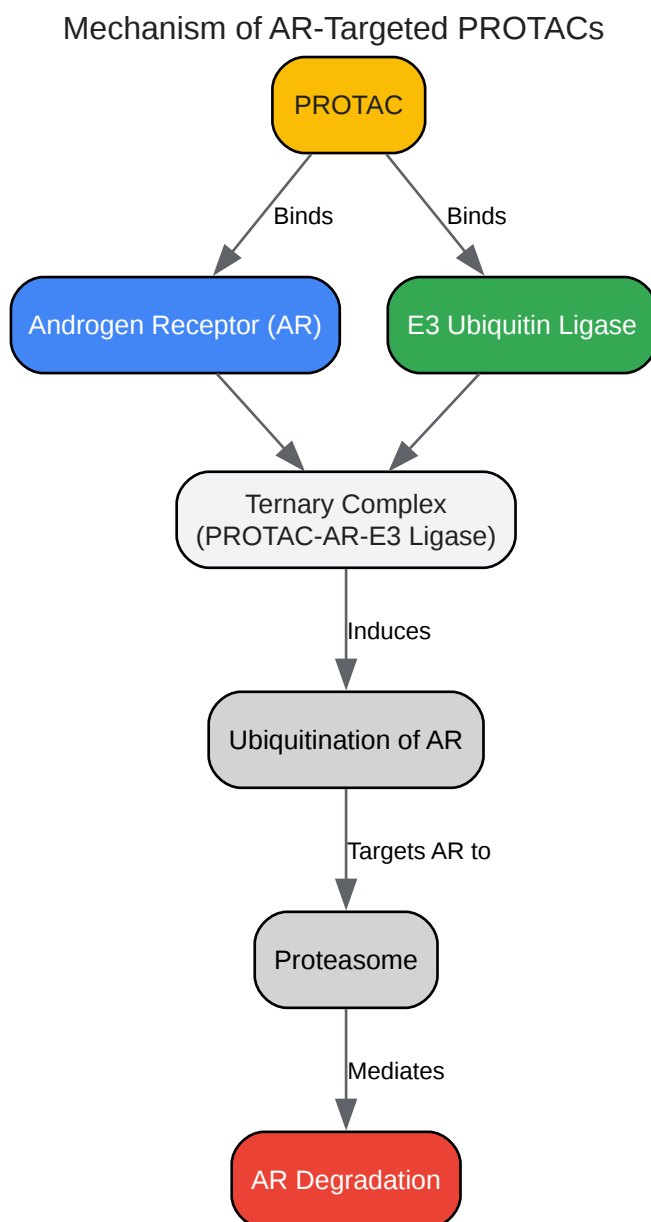 Mechanism of AR-Targeted PROTACs
PROTAC
Binds
Binds
Androgen Receptor (AR)
E3 Ubiquitin Ligase
Ternary Complex
(PROTAC-AR-E3 Ligase)
Induces
Ubiquitination of AR
Targets AR to
Proteasome
Mediates
AR Degradation